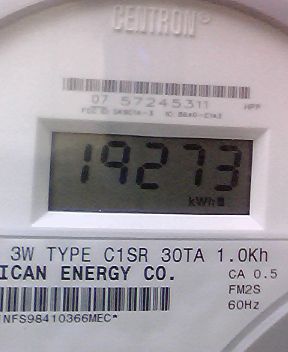 CENTRON®
07 57245311 HPP
19273
kWh
3W TYPE C1SR 30TA 1.0Kh
ICAN ENERGY CO. CA 0.5
FM2S
60Hz
NFS98410366MEC*